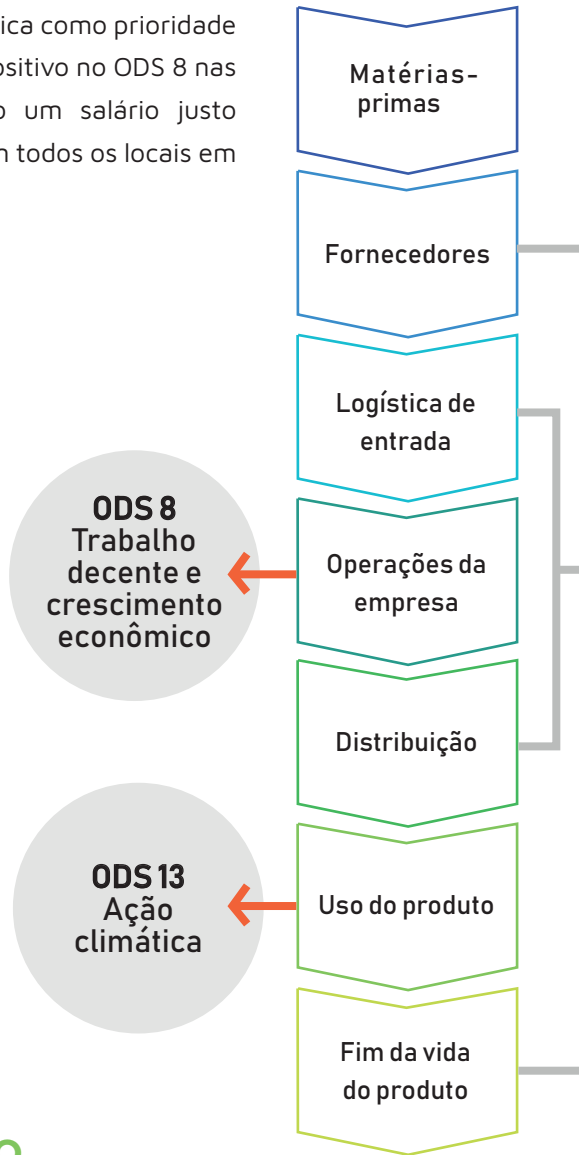 ica como prioridade
ositivo no ODS 8 nas
o um salário justo
m todos os locais em
Matérias-
primas
Fornecedores
Logística de
entrada
ODS 8
Trabalho
decente e
crescimento
econômico
Operações da
empresa
Distribuição
ODS 13
Ação
climática
Uso do produto
Fim da vida
do produto